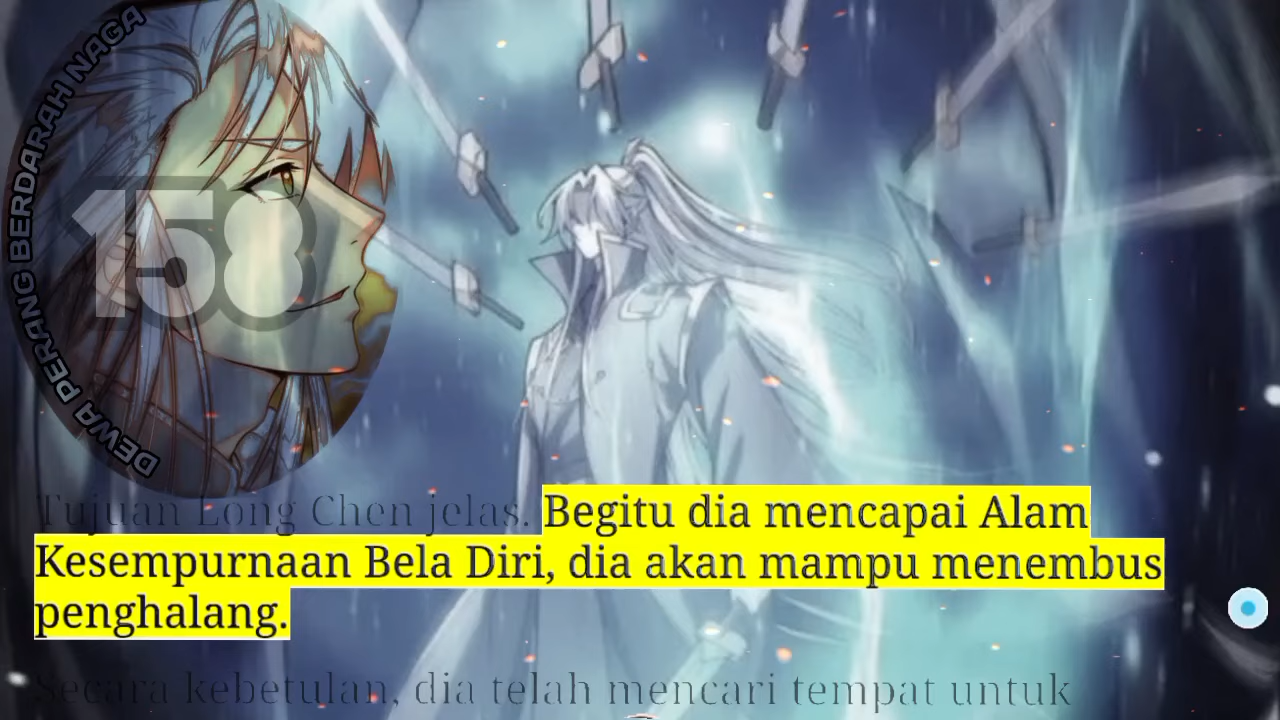 DEWA PERANG BERDARAH NAGA
158
Tujuan Long Chen jelas. Begitu dia mencapai Alam
Kesempurnaan Bela Diri, dia akan mampu menembus
penghalang.
Secara kebetulan, dia telah mencari tempat untuk